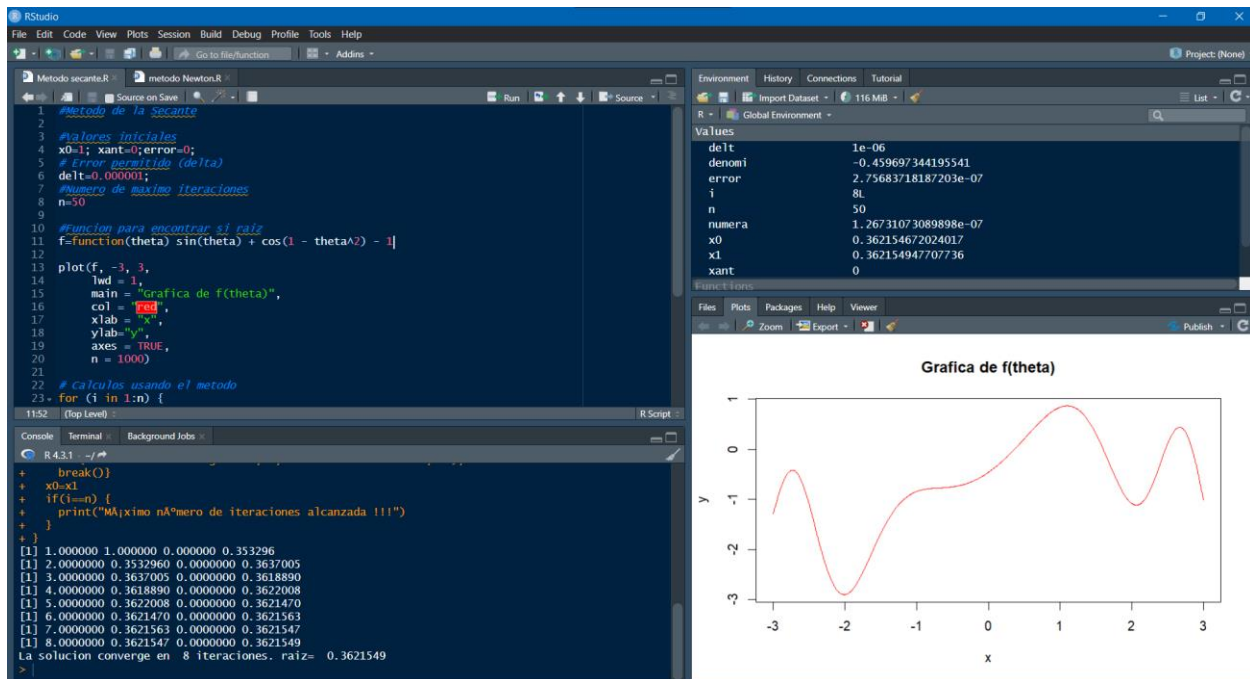 RStudio
File Edit Code View Plots Session Build Debug Profile Tools Help
Go to file/function Addins Project: (None)
Metodo secante.R metodo Newton.R
Source on Save Run Source
1 #Metodo de la Secante
2
3 #Valores iniciales
4 x0=1; xant=0;error=0;
5 # Error permitido (delta)
6 delt=0.000001;
7 #Numero de maximo iteraciones
8 n=50
9
10 #Funcion para encontrar si raiz
11 f=function(theta) sin(theta) + cos(1 - theta^2) - 1
12
13 plot(f, -3, 3,
14 lwd = 1,
15 main = "Grafica de f(theta)",
16 col = "red",
17 xlab = "x",
18 ylab="y",
19 axes = TRUE,
20 n = 1000)
21
22 # Calculos usando el metodo
23 for (i in 1:n) {
11:52 (Top Level) R Script
Console Terminal Background Jobs
R 4.3.1 · ~/
+ break()}
+ x0=x1
+ if(i==n) {
+ print("MÃ¡ximo nÃºmero de iteraciones alcanzada !!!")
+ }
+ }
[1] 1.000000 1.000000 0.000000 0.353296
[1] 2.0000000 0.3532960 0.0000000 0.3637005
[1] 3.0000000 0.3637005 0.0000000 0.3618890
[1] 4.0000000 0.3618890 0.0000000 0.3622008
[1] 5.0000000 0.3622008 0.0000000 0.3621470
[1] 6.0000000 0.3621470 0.0000000 0.3621563
[1] 7.0000000 0.3621563 0.0000000 0.3621547
[1] 8.0000000 0.3621547 0.0000000 0.3621549
La solucion converge en 8 iteraciones. raiz= 0.3621549
>
Environment History Connections Tutorial
Import Dataset 116 MiB List
R Global Environment
Values
delt 1e-06
denomi -0.459697344195541
error 2.75683718187203e-07
i 8L
n 50
numera 1.26731073089898e-07
x0 0.362154672024017
x1 0.362154947707736
xant 0
Functions
Files Plots Packages Help Viewer
Zoom Export Publish
Grafica de f(theta)
y
1
0
-1
-2
-3
-3 -2 -1 0 1 2 3
x